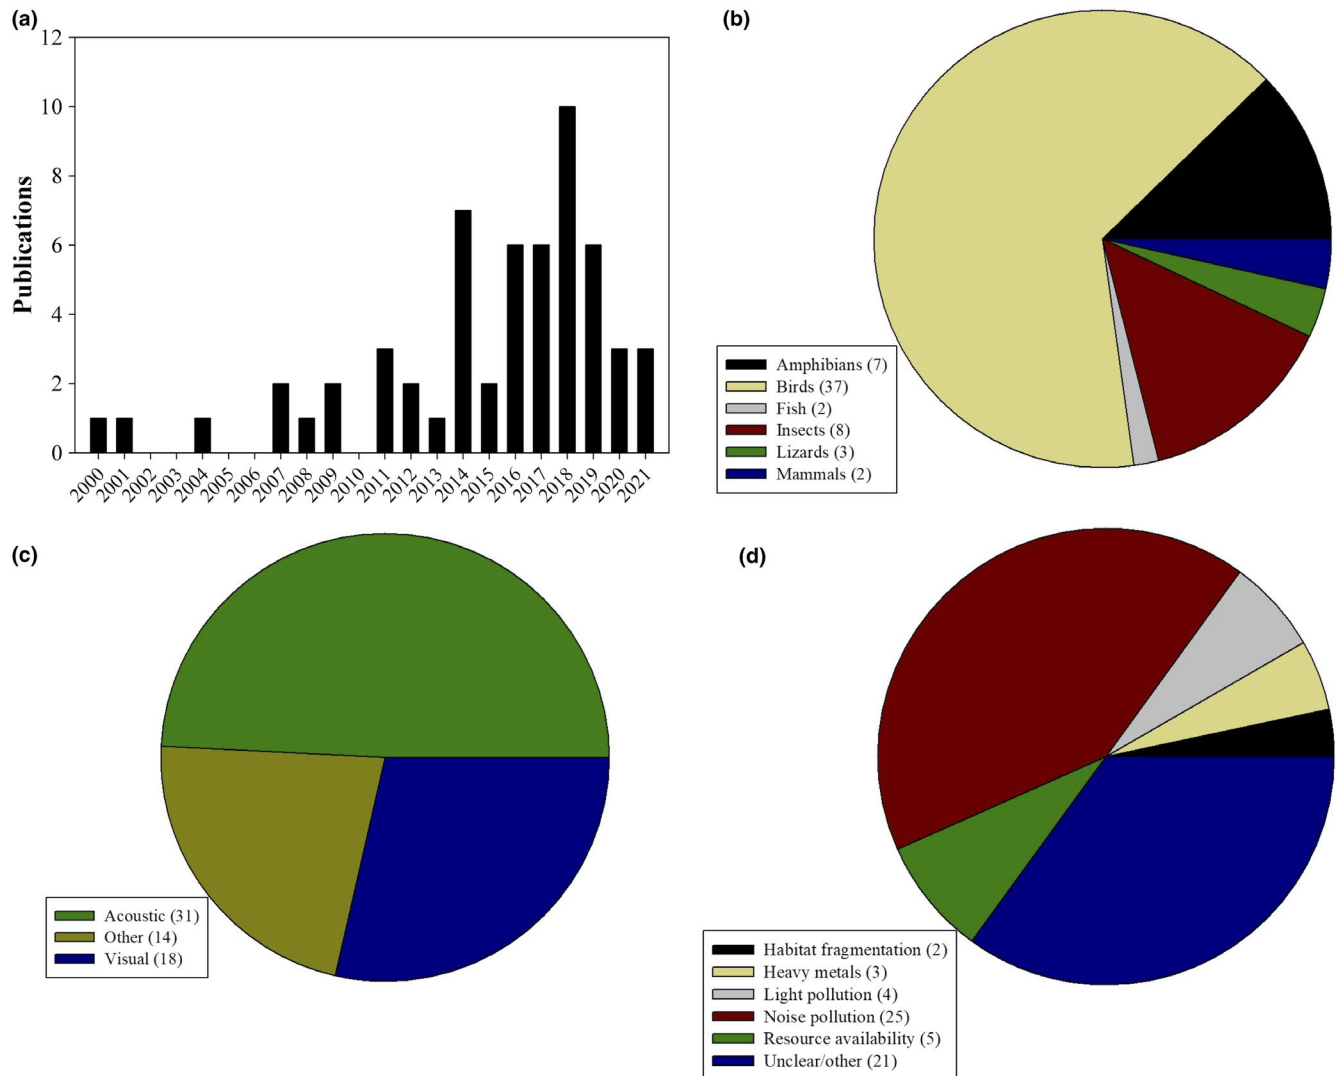 (a)
12
10
8
6
4
2
0
Publications
2000 2001 2002 2003 2004 2005 2006 2007 2008 2009 2010 2011 2012 2013 2014 2015 2016 2017 2018 2019 2020 2021
(b)
Amphibians (7)
Birds (37)
Fish (2)
Insects (8)
Lizards (3)
Mammals (2)
(c)
Acoustic (31)
Other (14)
Visual (18)
(d)
Habitat fragmentation (2)
Heavy metals (3)
Light pollution (4)
Noise pollution (25)
Resource availability (5)
Unclear/other (21)